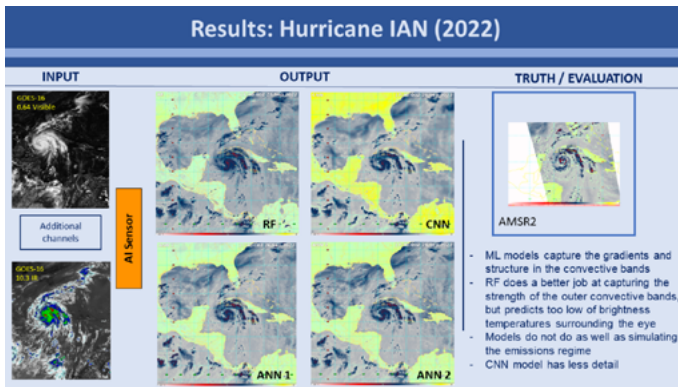 Results: Hurricane IAN (2022)
INPUT
OUTPUT
TRUTH / EVALUATION
GOES-16
0.64 Visible
Additional
channels
GOES-16
10.3 IR
AI Sensor
RF
CNN
ANN 1
ANN 2
AMSR2
- ML models capture the gradients and
structure in the convective bands
- RF does a better job at capturing the
strength of the outer convective bands,
but predicts too low of brightness
temperatures surrounding the eye
- Models do not do as well as simulating
the emissions regime
- CNN model has less detail